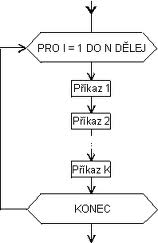 PRO I = 1 DO N DĚLEJ
Příkaz 1
Příkaz 2
Příkaz K
KONEC